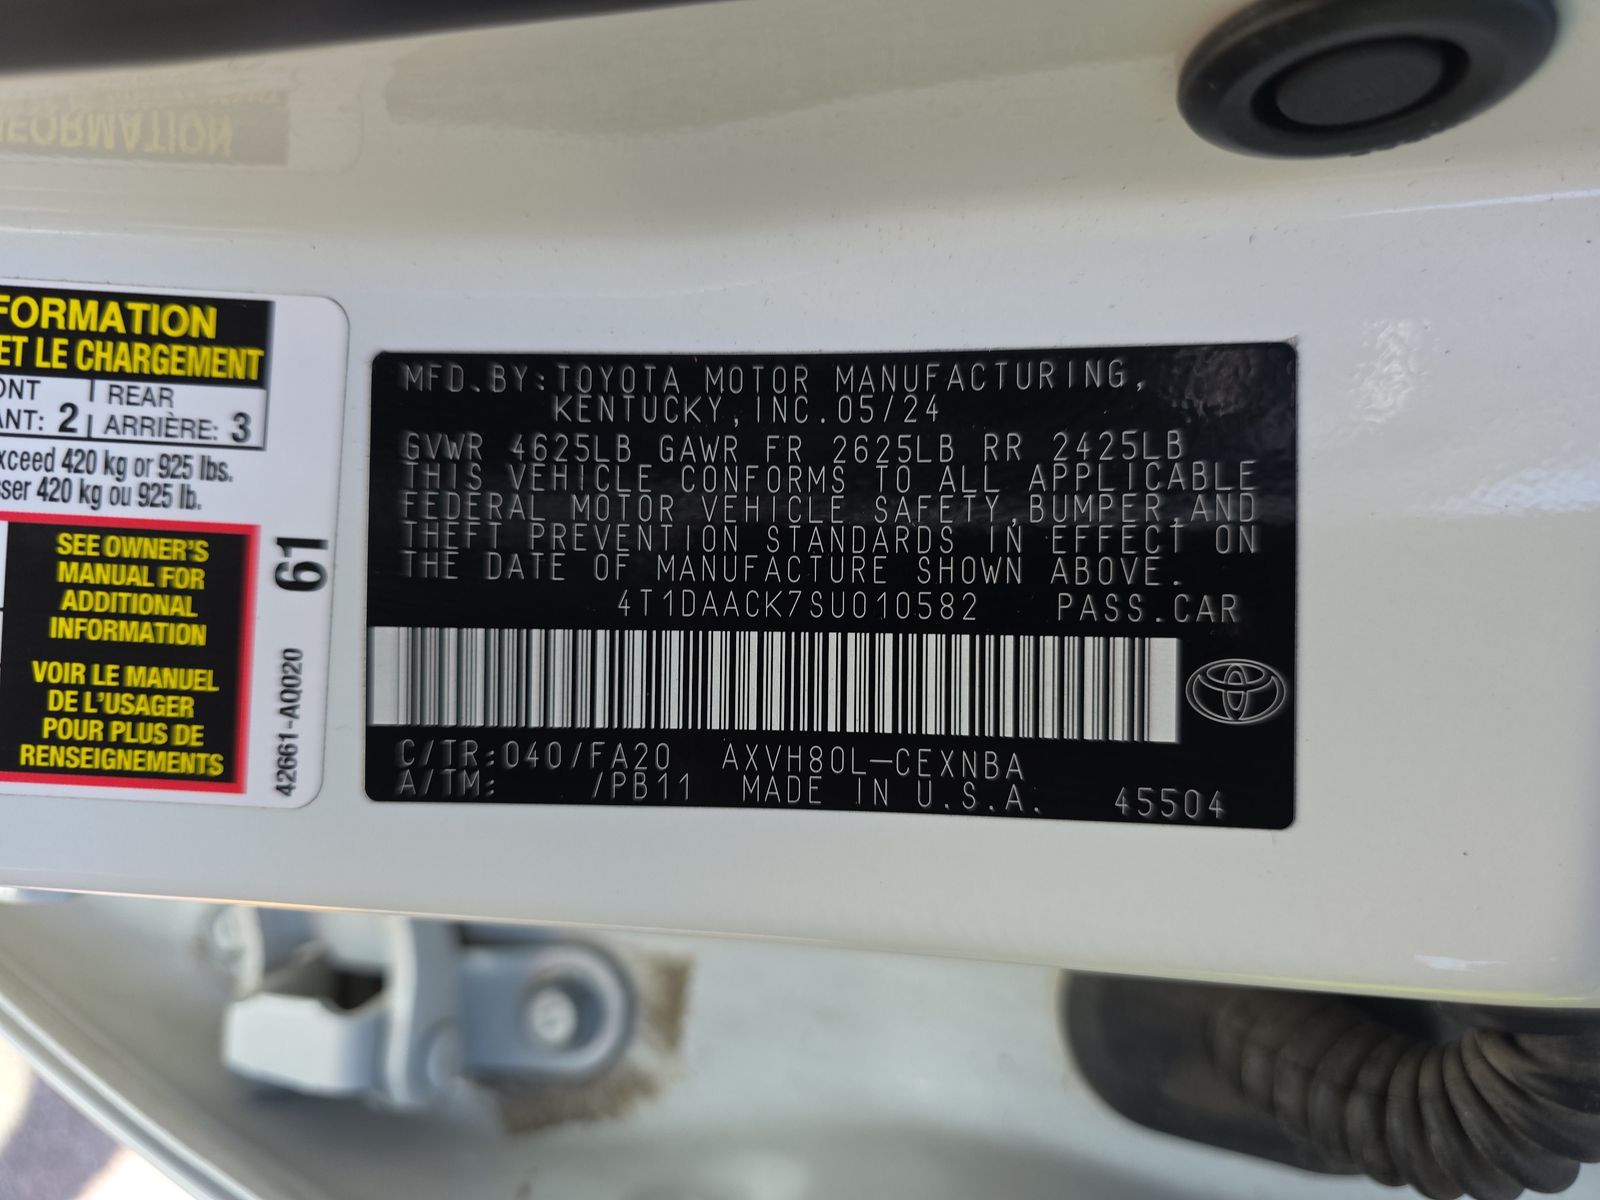 FORMATION
ET LE CHARGEMENT
REAR
2 ARRIÈRE: 3
420 kg or 925 lbs.
420 kg ou 925 lb.
SEE OWNER'S
MANUAL FOR
ADDITIONAL
INFORMATION
VOIR LE MANUEL
DE L'USAGER
POUR PLUS DE
RENSEIGNEMENTS
61
42661-AQ020
MFD.BY:TOYOTA MOTOR MANUFACTURING,
KENTUCKY,INC.05/24
GVWR 4625LB GAWR FR 2625LB RR 2425LB
THIS VEHICLE CONFORMS TO ALL APPLICABLE
FEDERAL MOTOR VEHICLE SAFETY,BUMPER,AND
THEFT PREVENTION STANDARDS IN EFFECT ON
THE DATE OF MANUFACTURE SHOWN ABOVE.
4T1DAACK7SU010582 PASS.CAR
C/TR:040/FA20 AXVH80L-CEXNBA
A/TM: /PB11 MADE IN U.S.A. 45504